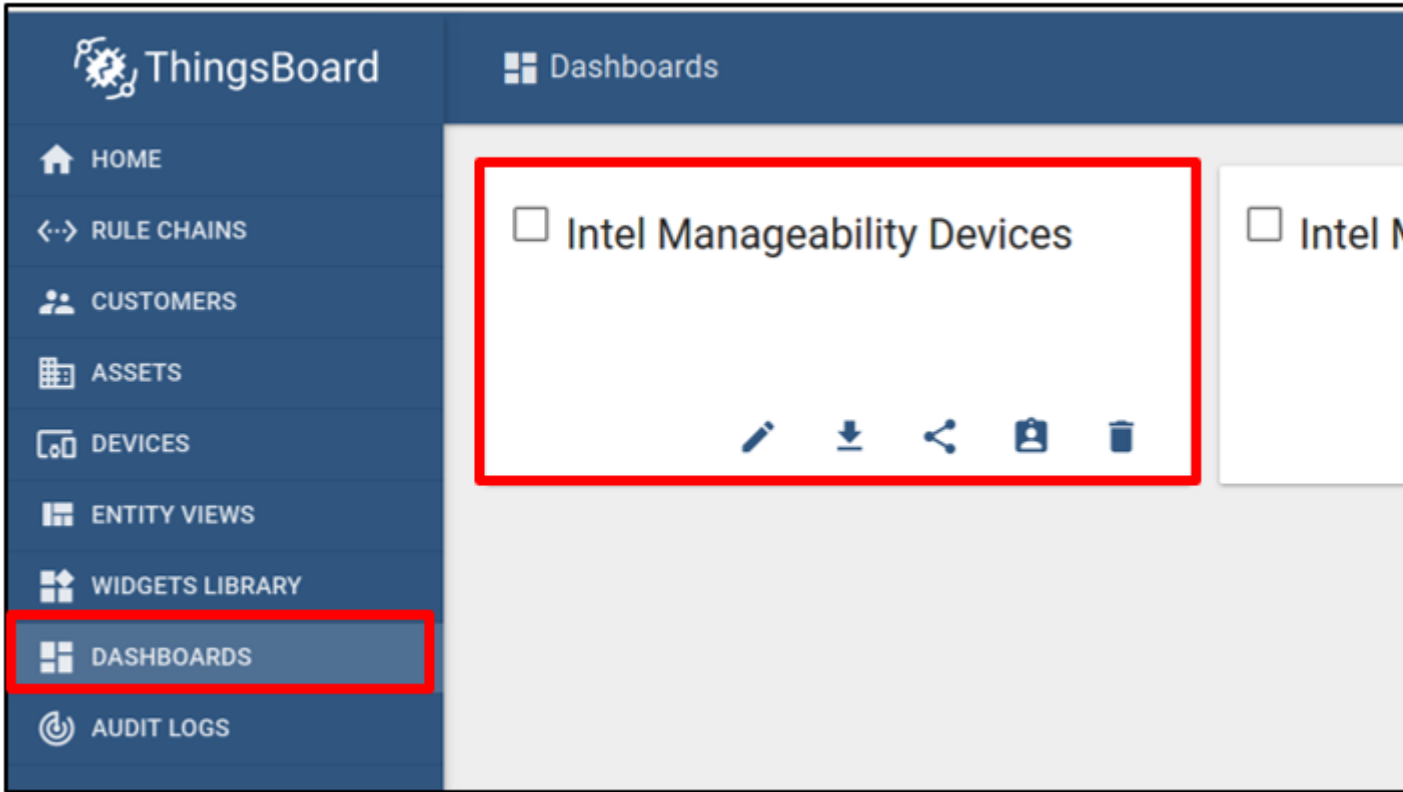 ThingsBoard
Dashboards
HOME
RULE CHAINS
CUSTOMERS
ASSETS
DEVICES
ENTITY VIEWS
WIDGETS LIBRARY
DASHBOARDS
AUDIT LOGS
Intel Manageability Devices
Intel